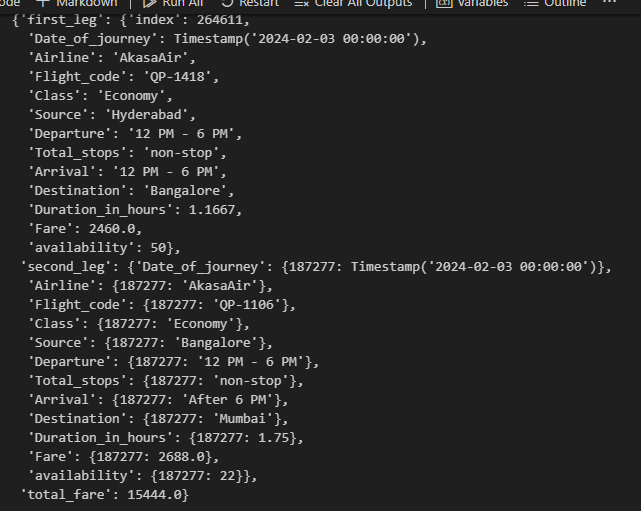 ode + Markdown | Run All Restart Clear All Outputs | Variables Outline ...
{'first_leg': {'index': 264611,
'Date_of_journey': Timestamp('2024-02-03 00:00:00'),
'Airline': 'AkasaAir',
'Flight_code': 'QP-1418',
'Class': 'Economy',
'Source': 'Hyderabad',
'Departure': '12 PM - 6 PM',
'Total_stops': 'non-stop',
'Arrival': '12 PM - 6 PM',
'Destination': 'Bangalore',
'Duration_in_hours': 1.1667,
'Fare': 2460.0,
'availability': 50},
'second_leg': {'Date_of_journey': {187277: Timestamp('2024-02-03 00:00:00')},
'Airline': {187277: 'AkasaAir'},
'Flight_code': {187277: 'QP-1106'},
'Class': {187277: 'Economy'},
'Source': {187277: 'Bangalore'},
'Departure': {187277: '12 PM - 6 PM'},
'Total_stops': {187277: 'non-stop'},
'Arrival': {187277: 'After 6 PM'},
'Destination': {187277: 'Mumbai'},
'Duration_in_hours': {187277: 1.75},
'Fare': {187277: 2688.0},
'availability': {187277: 22}},
'total_fare': 15444.0}